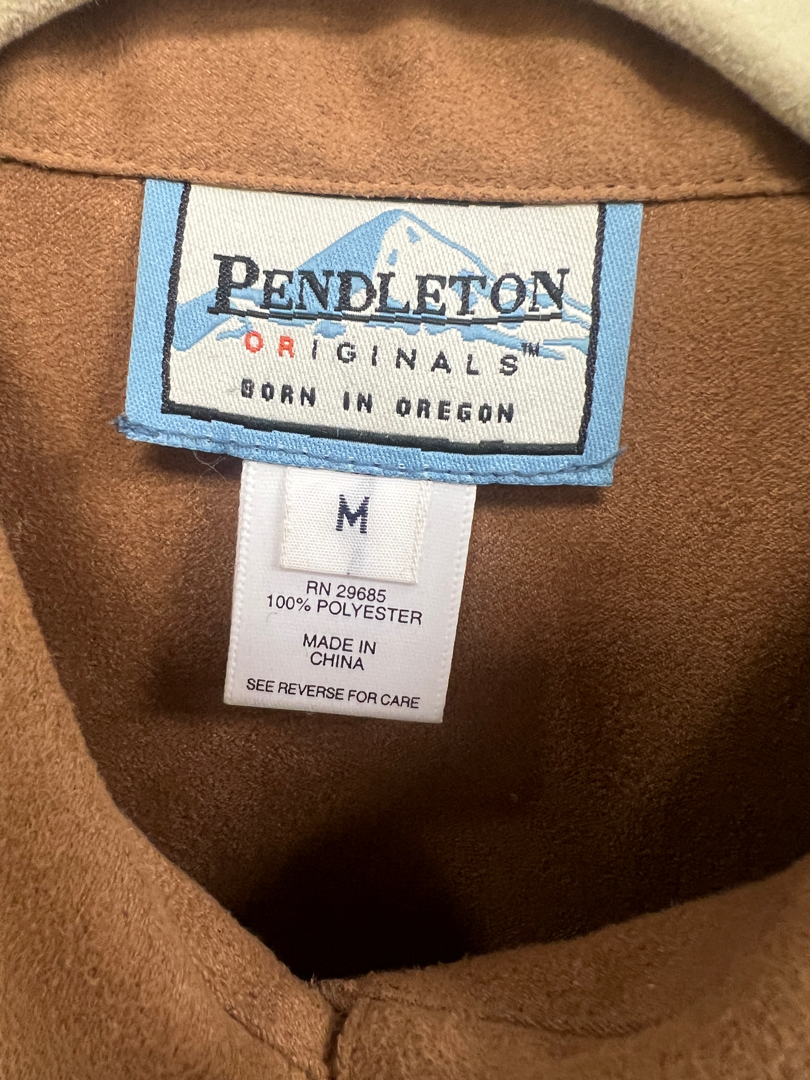 PENDLETON
ORIGINALS™
BORN IN OREGON
M
RN 29685
100% POLYESTER
MADE IN
CHINA
SEE REVERSE FOR CARE